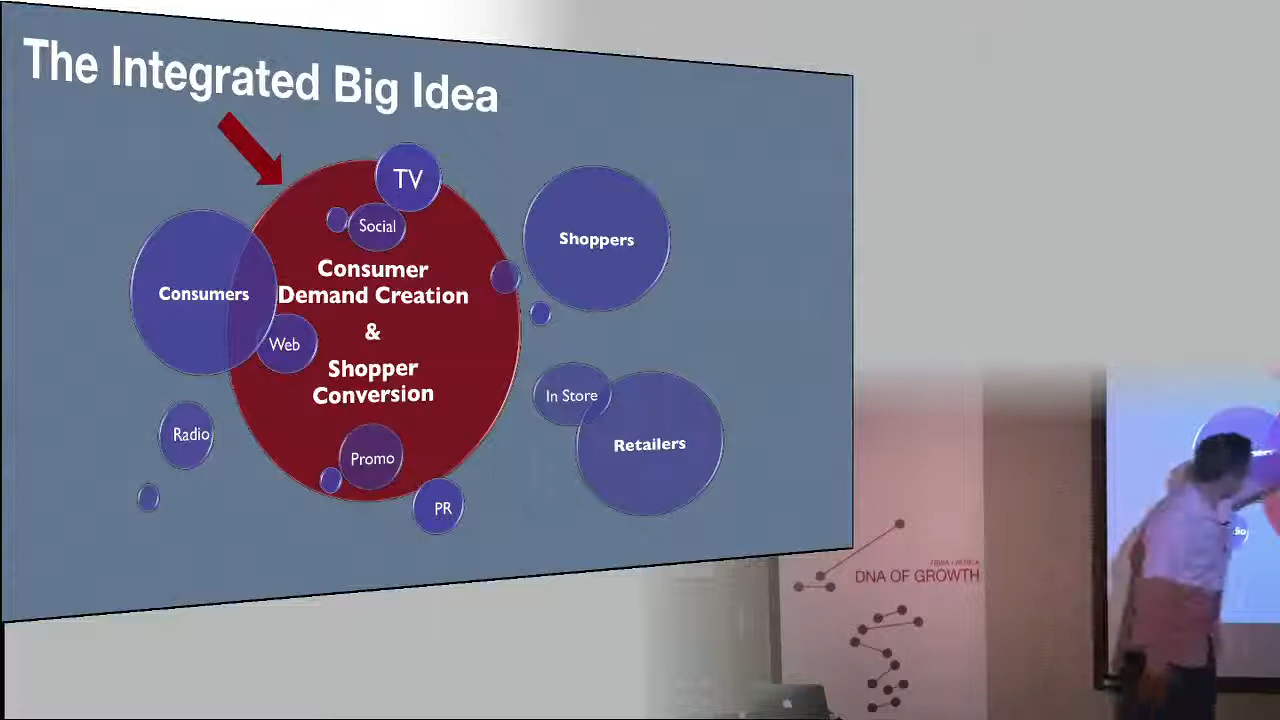 The Integrated Big Idea
TV
Social
Shoppers
Consumers
Consumer
Demand Creation
&
Shopper
Conversion
Web
In Store
Radio
Retailers
Promo
PR
DNA OF GROWTH